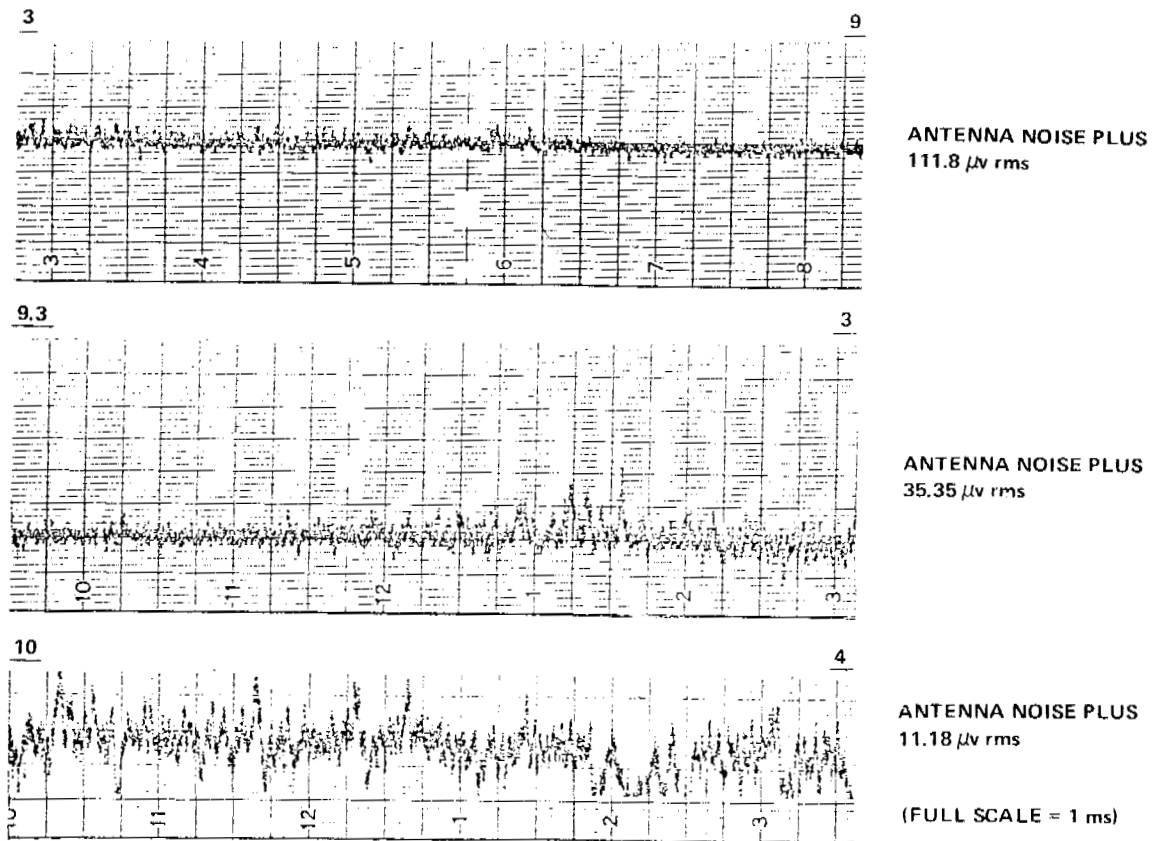 3 9
ANTENNA NOISE PLUS
111.8 μv rms
3 4 5 6 7 8
9.3 3
ANTENNA NOISE PLUS
35.35 μv rms
10 11 12 1 2 3
10 4
ANTENNA NOISE PLUS
11.18 μv rms
10 11 12 1 2 3
(FULL SCALE = 1 ms)